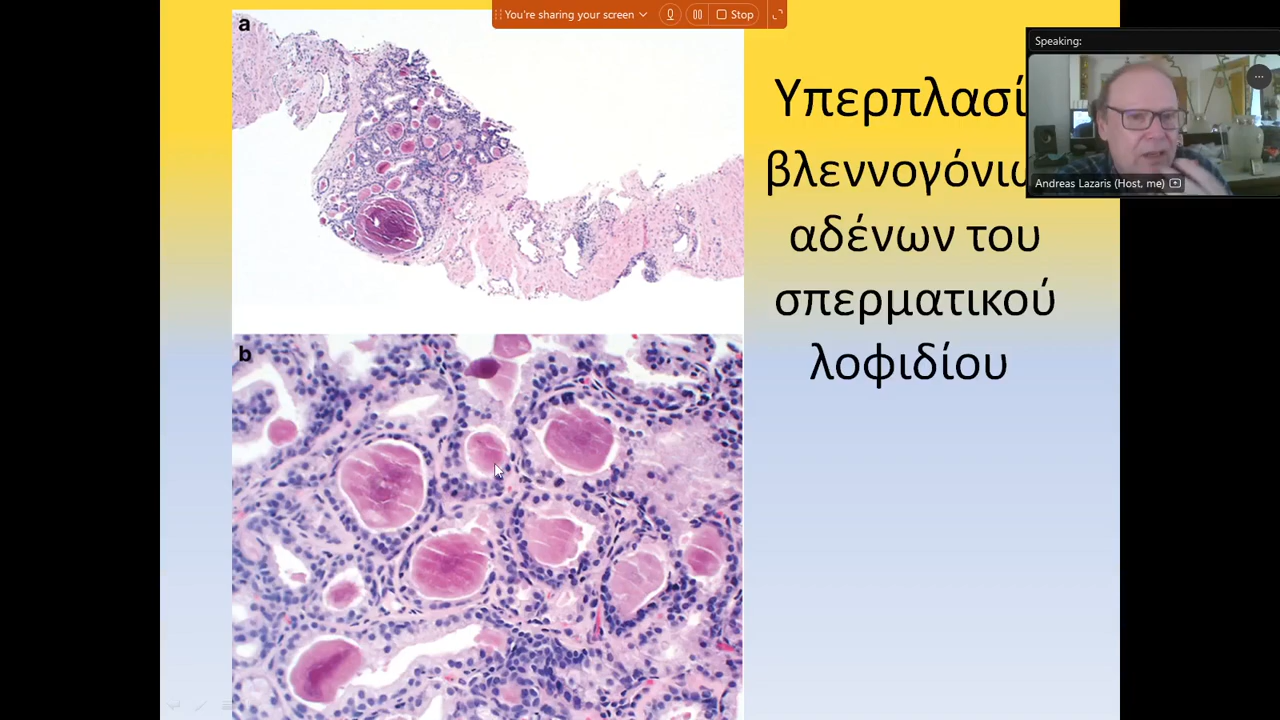 a
You're sharing your screen
Stop
Speaking:
Andreas Lazaris (Host, me)
Υπερπλασί
βλεννογόνιω
αδένων του
σπερματικού
λοφιδίου
b